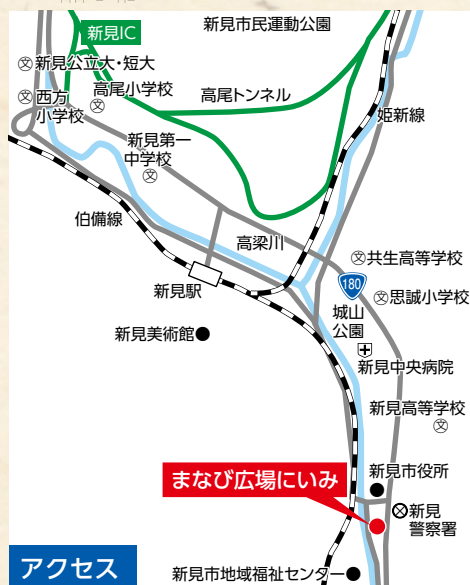 新見市民運動公園
新見IC
新見公立大・短大
高尾小学校
西方
小学校
高尾トンネル
姫新線
新見第一
中学校
伯備線
高梁川
共生高等学校
180
新見駅
思誠小学校
城山
公園
新見美術館
新見中央病院
新見高等学校
まなび広場にいみ
新見市役所
新見
警察署
アクセス
新見市地域福祉センター